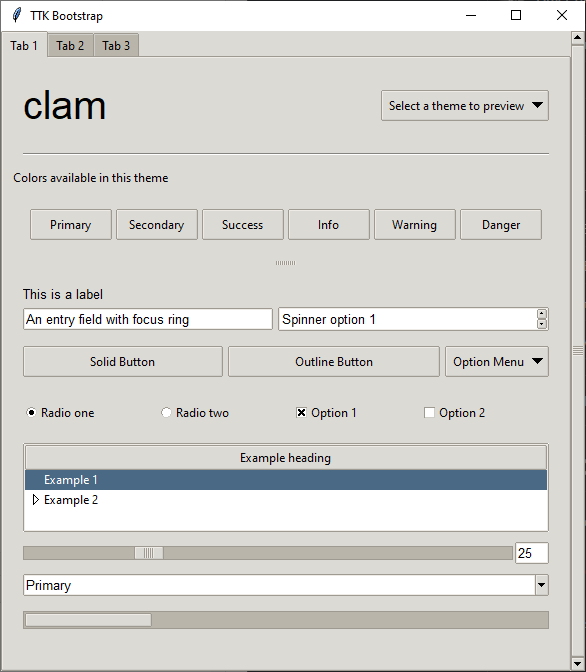 TTK Bootstrap
Tab 1 Tab 2 Tab 3
clam
Select a theme to preview
Colors available in this theme
Primary Secondary Success Info Warning Danger
This is a label
An entry field with focus ring Spinner option 1
Solid Button Outline Button Option Menu
Radio one Radio two Option 1 Option 2
Example heading
Example 1
Example 2
25
Primary